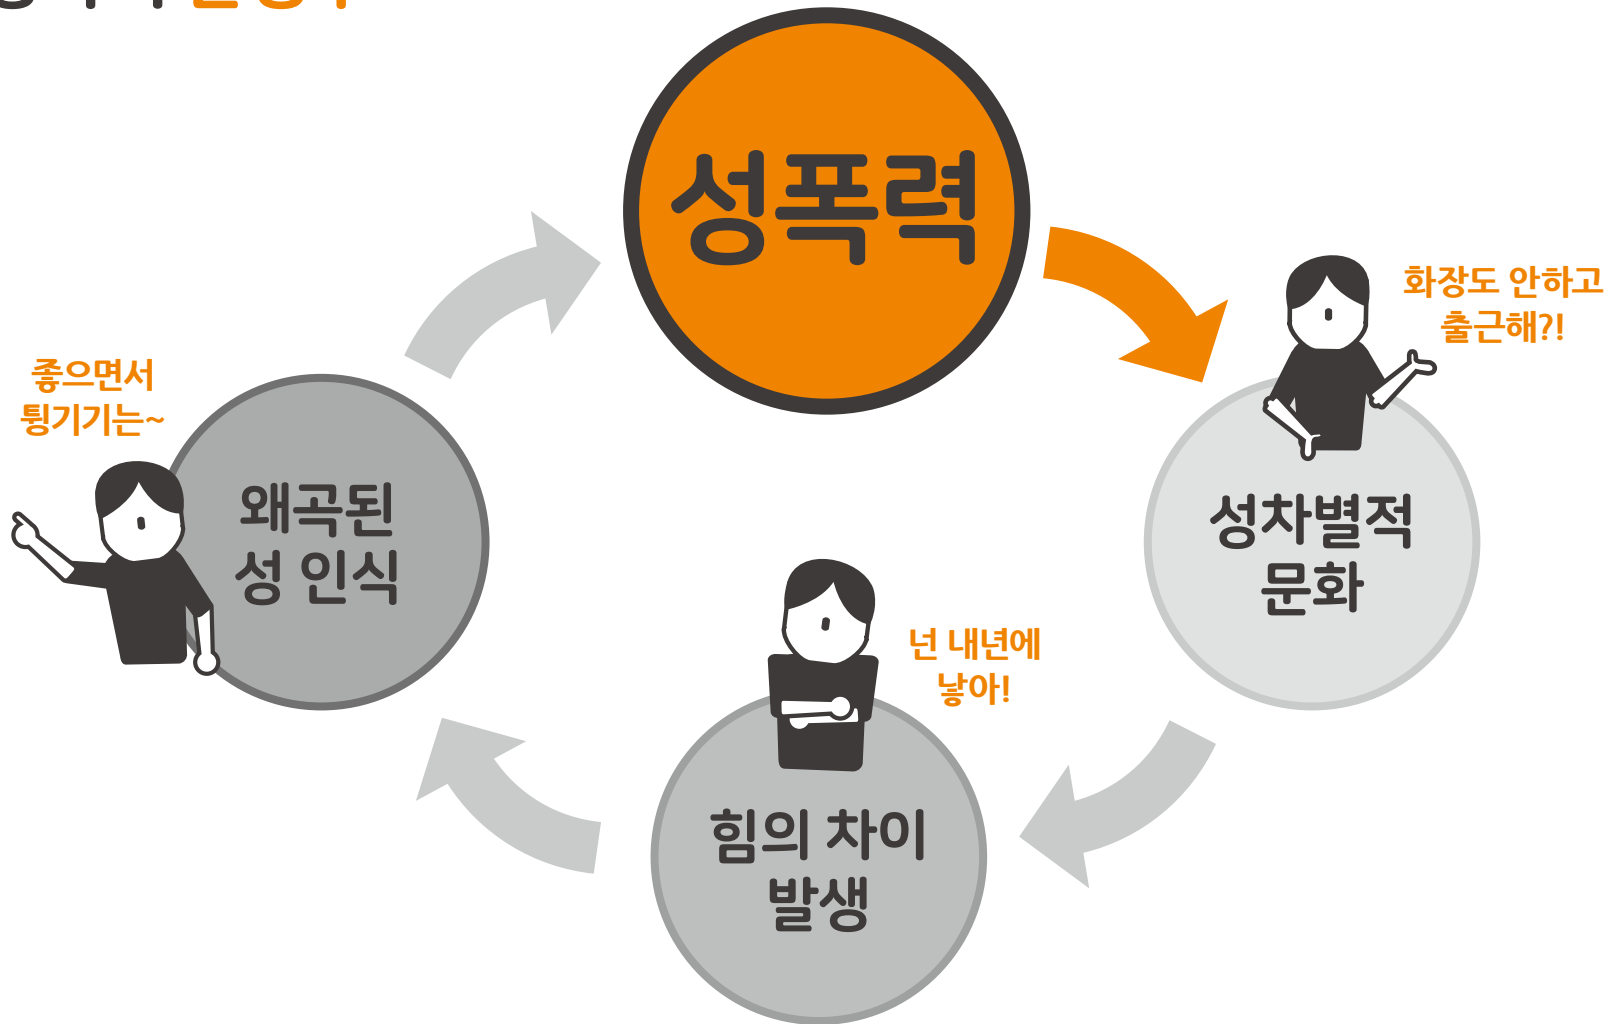 성폭력
화장도 안하고
출근해?!
성차별적
문화
넌 내년에
낳아!
힘의 차이
발생
좋으면서
튕기기는~
왜곡된
성 인식